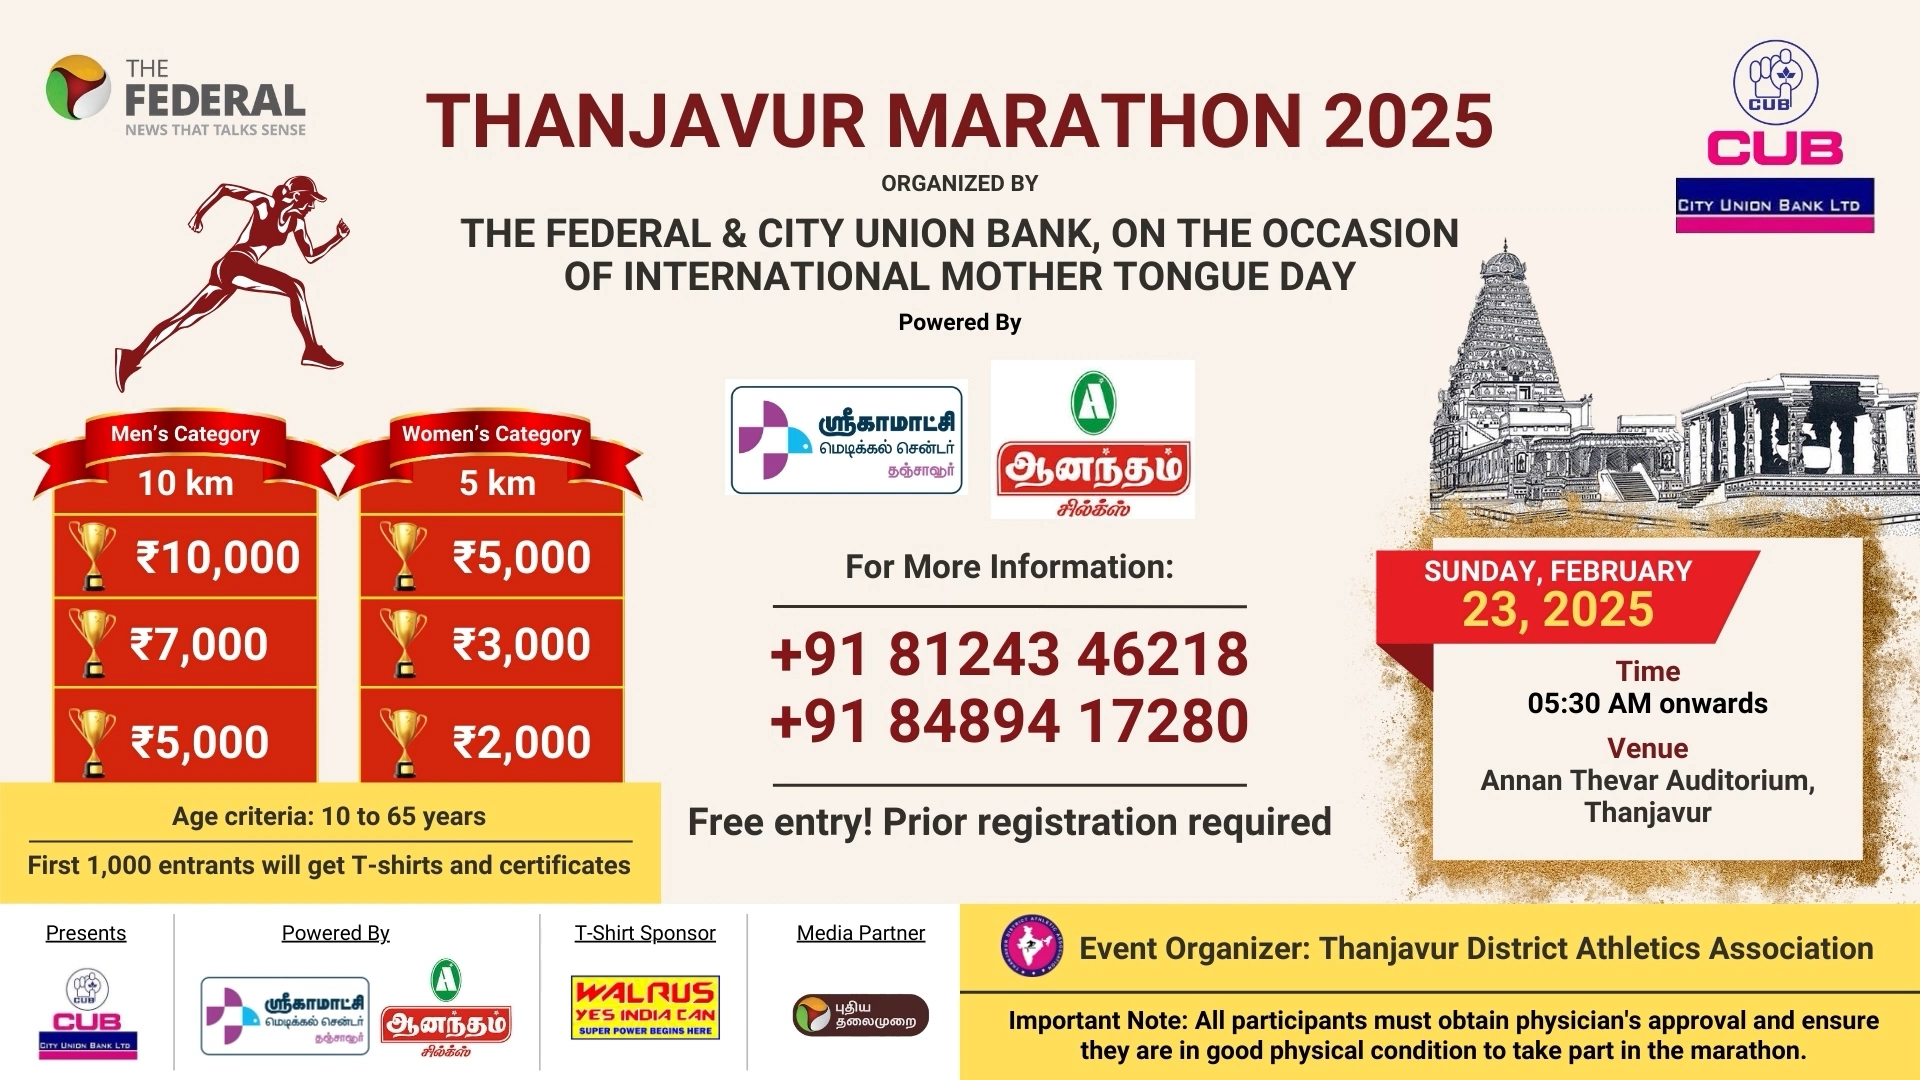 THE
FEDERAL
NEWS THAT TALKS SENSE
THANJAVUR MARATHON 2025
ORGANIZED BY
THE FEDERAL & CITY UNION BANK, ON THE OCCASION
OF INTERNATIONAL MOTHER TONGUE DAY
Powered By
CUB
CUB
CITY UNION BANK LTD
ஸ்ரீகாமாட்சி
மெடிக்கல் சென்டர்
தஞ்சாவூர்
A
ஆனந்தம்
சில்க்ஸ்
Men's Category
10 km
₹10,000
₹7,000
₹5,000
Women's Category
5 km
₹5,000
₹3,000
₹2,000
Age criteria: 10 to 65 years
First 1,000 entrants will get T-shirts and certificates
For More Information:
+91 81243 46218
+91 84894 17280
Free entry! Prior registration required
SUNDAY, FEBRUARY
23, 2025
Time
05:30 AM onwards
Venue
Annan Thevar Auditorium,
Thanjavur
Presents
CUB
CUB
CITY UNION BANK LTD
Powered By
ஸ்ரீகாமாட்சி
மெடிக்கல் சென்டர்
தஞ்சாவூர்
A
ஆனந்தம்
சில்க்ஸ்
T-Shirt Sponsor
WALRUS
YES INDIA CAN
SUPER POWER BEGINS HERE
Media Partner
புதிய
தலைமுறை
Event Organizer: Thanjavur District Athletics Association
Important Note: All participants must obtain physician's approval and ensure
they are in good physical condition to take part in the marathon.